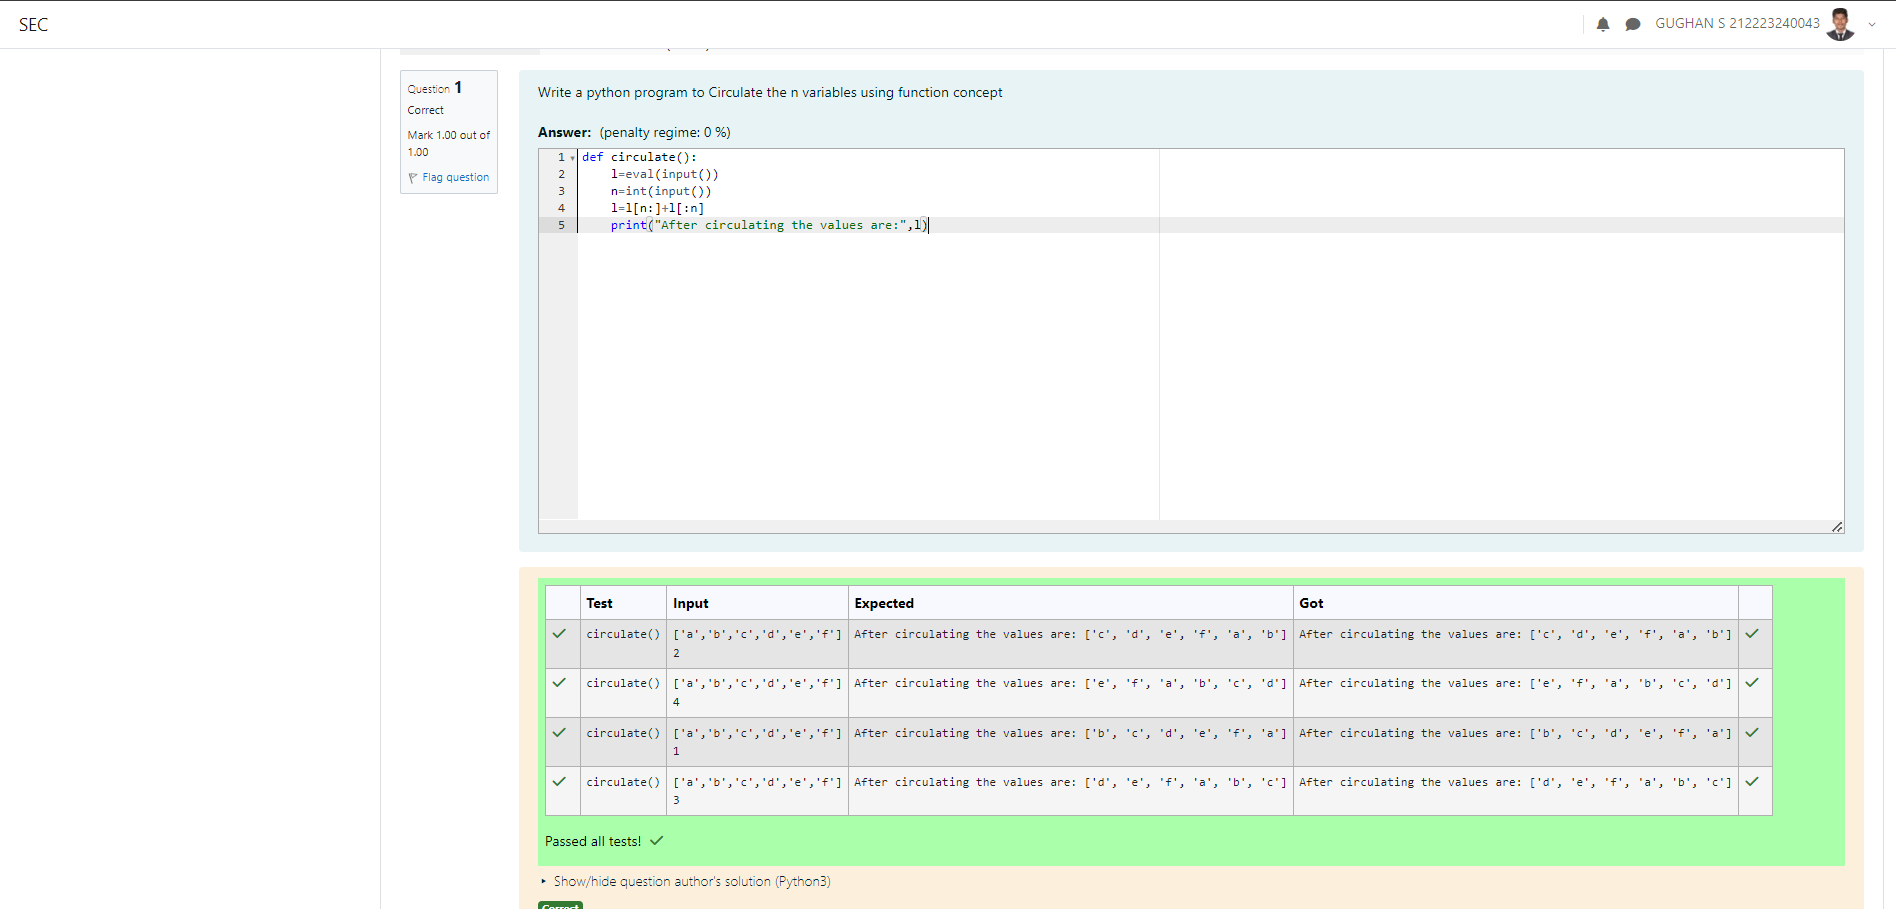 SEC
GUGHAN S 212223240043
Question 1
Correct
Mark 1.00 out of
1.00
Flag question
Write a python program to Circulate the n variables using function concept
Answer: (penalty regime: 0 %)
1 def circulate():
2     l=eval(input())
3     n=int(input())
4     l=l[n:]+l[:n]
5     print("After circulating the values are:",l)
Test Input Expected Got
circulate() ['a','b','c','d','e','f'] After circulating the values are: ['c', 'd', 'e', 'f', 'a', 'b'] After circulating the values are: ['c', 'd', 'e', 'f', 'a', 'b']
2
circulate() ['a','b','c','d','e','f'] After circulating the values are: ['e', 'f', 'a', 'b', 'c', 'd'] After circulating the values are: ['e', 'f', 'a', 'b', 'c', 'd']
4
circulate() ['a','b','c','d','e','f'] After circulating the values are: ['b', 'c', 'd', 'e', 'f', 'a'] After circulating the values are: ['b', 'c', 'd', 'e', 'f', 'a']
1
circulate() ['a','b','c','d','e','f'] After circulating the values are: ['d', 'e', 'f', 'a', 'b', 'c'] After circulating the values are: ['d', 'e', 'f', 'a', 'b', 'c']
3
Passed all tests!
Show/hide question author's solution (Python3)
Correct